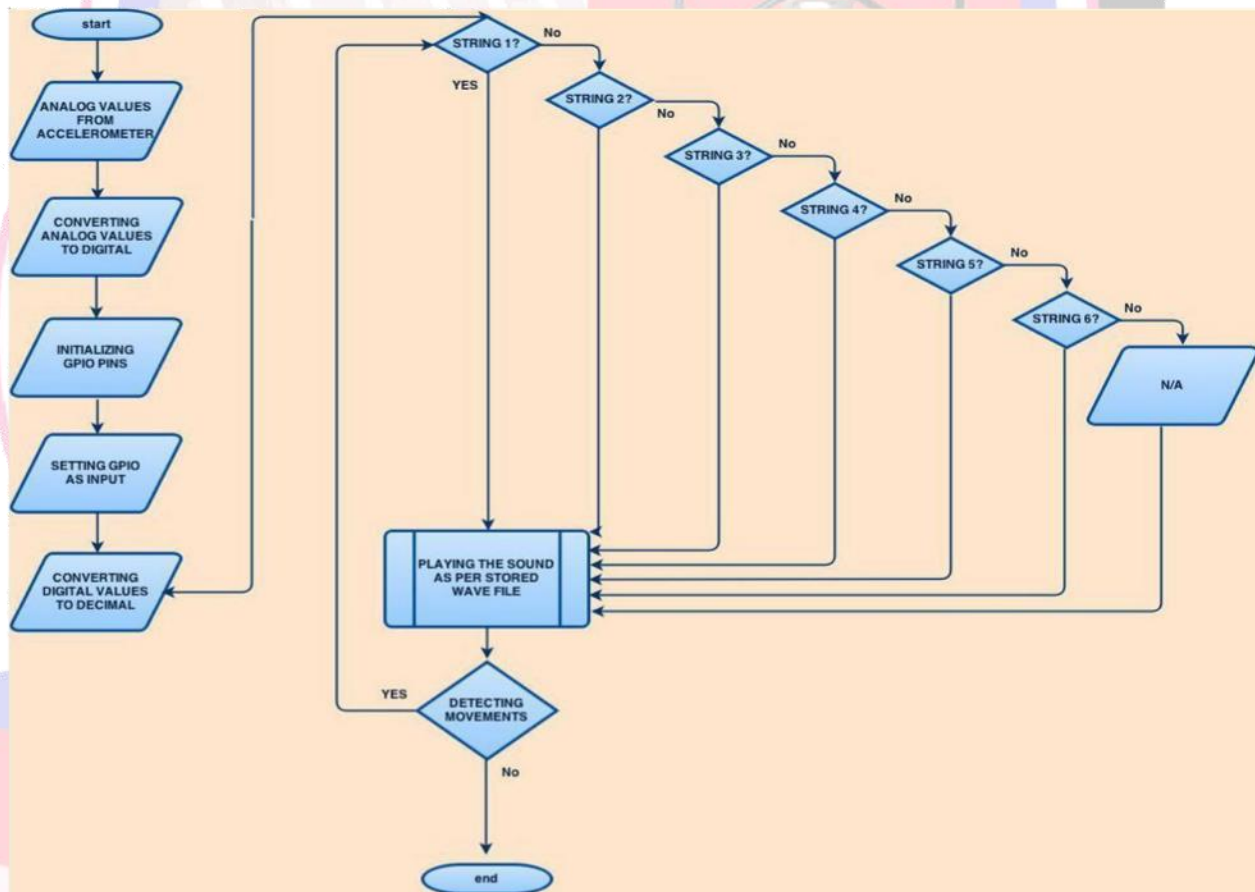 start
ANALOG VALUES
FROM
ACCELEROMETER
CONVERTING
ANALOG VALUES
TO DIGITAL
INITIALIZING
GPIO PINS
SETTING GPIO
AS INPUT
CONVERTING
DIGITAL VALUES
TO DECIMAL
STRING 1?
No
YES
STRING 2?
No
STRING 3?
No
STRING 4?
No
STRING 5?
No
STRING 6?
No
N/A
PLAYING THE SOUND
AS PER STORED
WAVE FILE
DETECTING
MOVEMENTS
YES
No
end